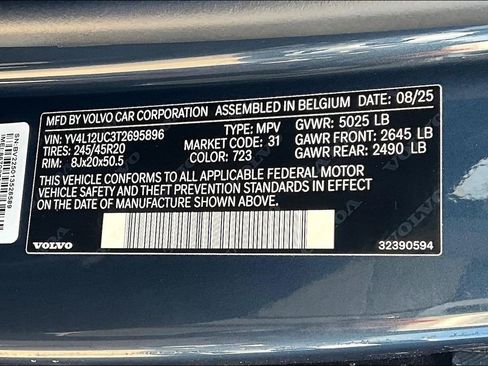 MFD BY VOLVO CAR CORPORATION ASSEMBLED IN BELGIUM DATE: 08/25
VIN: YV4L12UC3T2695896 TYPE: MPV GVWR: 5025 LB
TIRES: 245/45R20 MARKET CODE: 31 GAWR FRONT: 2645 LB
RIM: 8Jx20x50.5 COLOR: 723 GAWR REAR: 2490 LB
THIS VEHICLE CONFORMS TO ALL APPLICABLE FEDERAL MOTOR
VEHICLE SAFETY AND THEFT PREVENTION STANDARDS IN EFFECT ON
THE DATE OF MANUFACTURE SHOWN ABOVE.
VOLVO 32390594